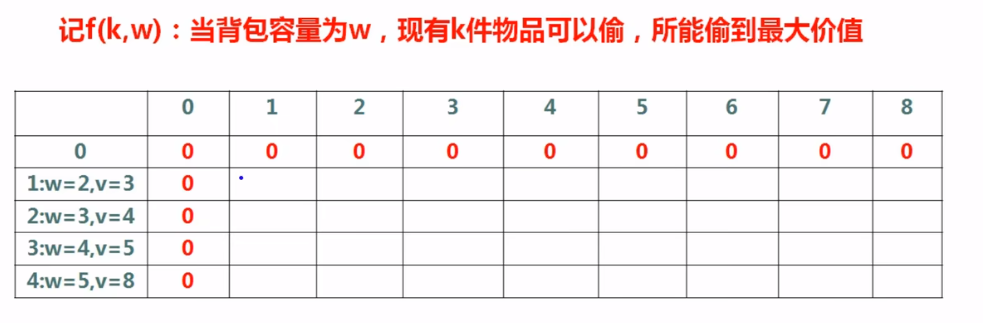 记f(k,w)：当背包容量为w，现有k件物品可以偷，所能偷到最大价值
0 1 2 3 4 5 6 7 8
0 0 0 0 0 0 0 0 0 0
1:w=2,v=3 0
2:w=3,v=4 0
3:w=4,v=5 0
4:w=5,v=8 0